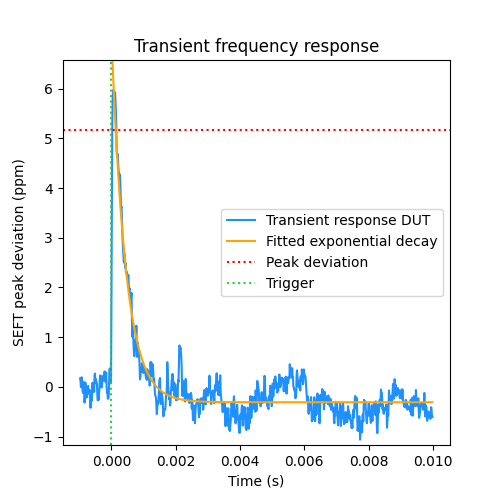 Transient frequency response
SEFT peak deviation (ppm)
6
5
4
3
2
1
0
−1
Transient response DUT
Fitted exponential decay
Peak deviation
Trigger
0.000 0.002 0.004 0.006 0.008 0.010
Time (s)